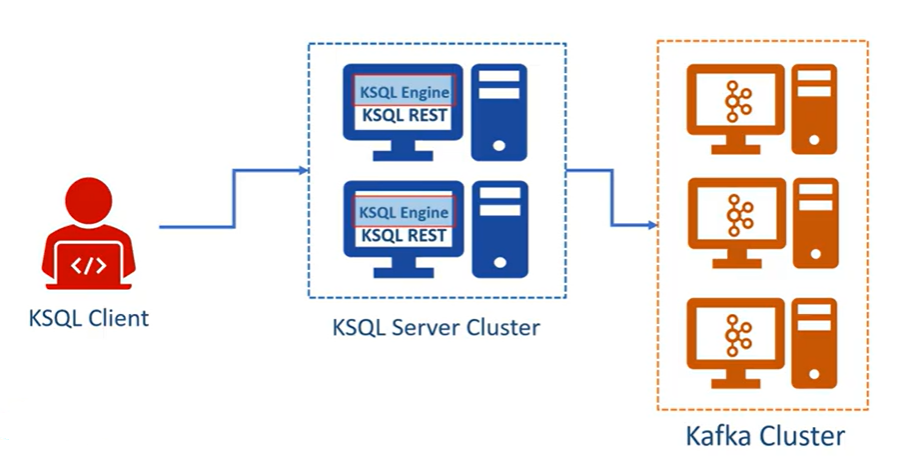 KSQL Engine
KSQL REST
KSQL Engine
KSQL REST
</>
KSQL Client
KSQL Server Cluster
Kafka Cluster